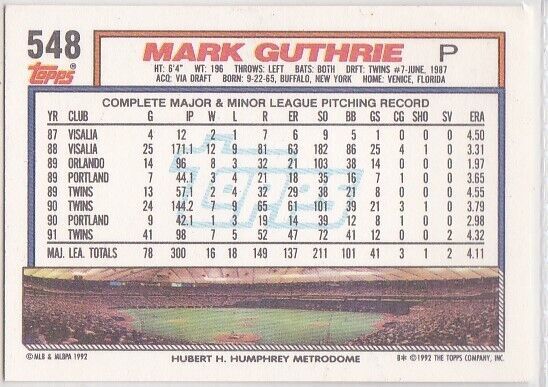 548
MARK GUTHRIE P
Topps®
HT: 6'4" WT: 196 THROWS: LEFT BATS: BOTH DRFT: TWINS #7-JUNE, 1987
ACQ: VIA DRAFT BORN: 9-22-65, BUFFALO, NEW YORK HOME: VENICE, FLORIDA
COMPLETE MAJOR & MINOR LEAGUE PITCHING RECORD
YR CLUB G IP W L R ER SO BB GS CG SHO SV ERA
87 VISALIA 4 12 2 1 7 6 9 5 1 0 0 0 4.50
88 VISALIA 25 171.1 12 9 81 63 182 86 25 4 1 0 3.31
89 ORLANDO 14 96 8 3 32 21 103 38 14 0 0 0 1.97
89 PORTLAND 7 44.1 3 4 21 18 35 16 7 1 0 0 3.65
89 TWINS 13 57.1 2 4 32 29 38 21 8 0 0 0 4.55
90 TWINS 24 144.2 7 9 65 61 101 39 21 3 1 0 3.79
90 PORTLAND 9 42.1 1 3 19 14 39 12 8 1 0 0 2.98
91 TWINS 41 98 7 5 52 47 72 41 12 0 0 2 4.32
MAJ. LEA. TOTALS 78 300 16 18 149 137 211 101 41 3 1 2 4.11
Topps
© MLB & MLBPA 1992
HUBERT H. HUMPHREY METRODOME
B* © 1992 THE TOPPS COMPANY, INC.